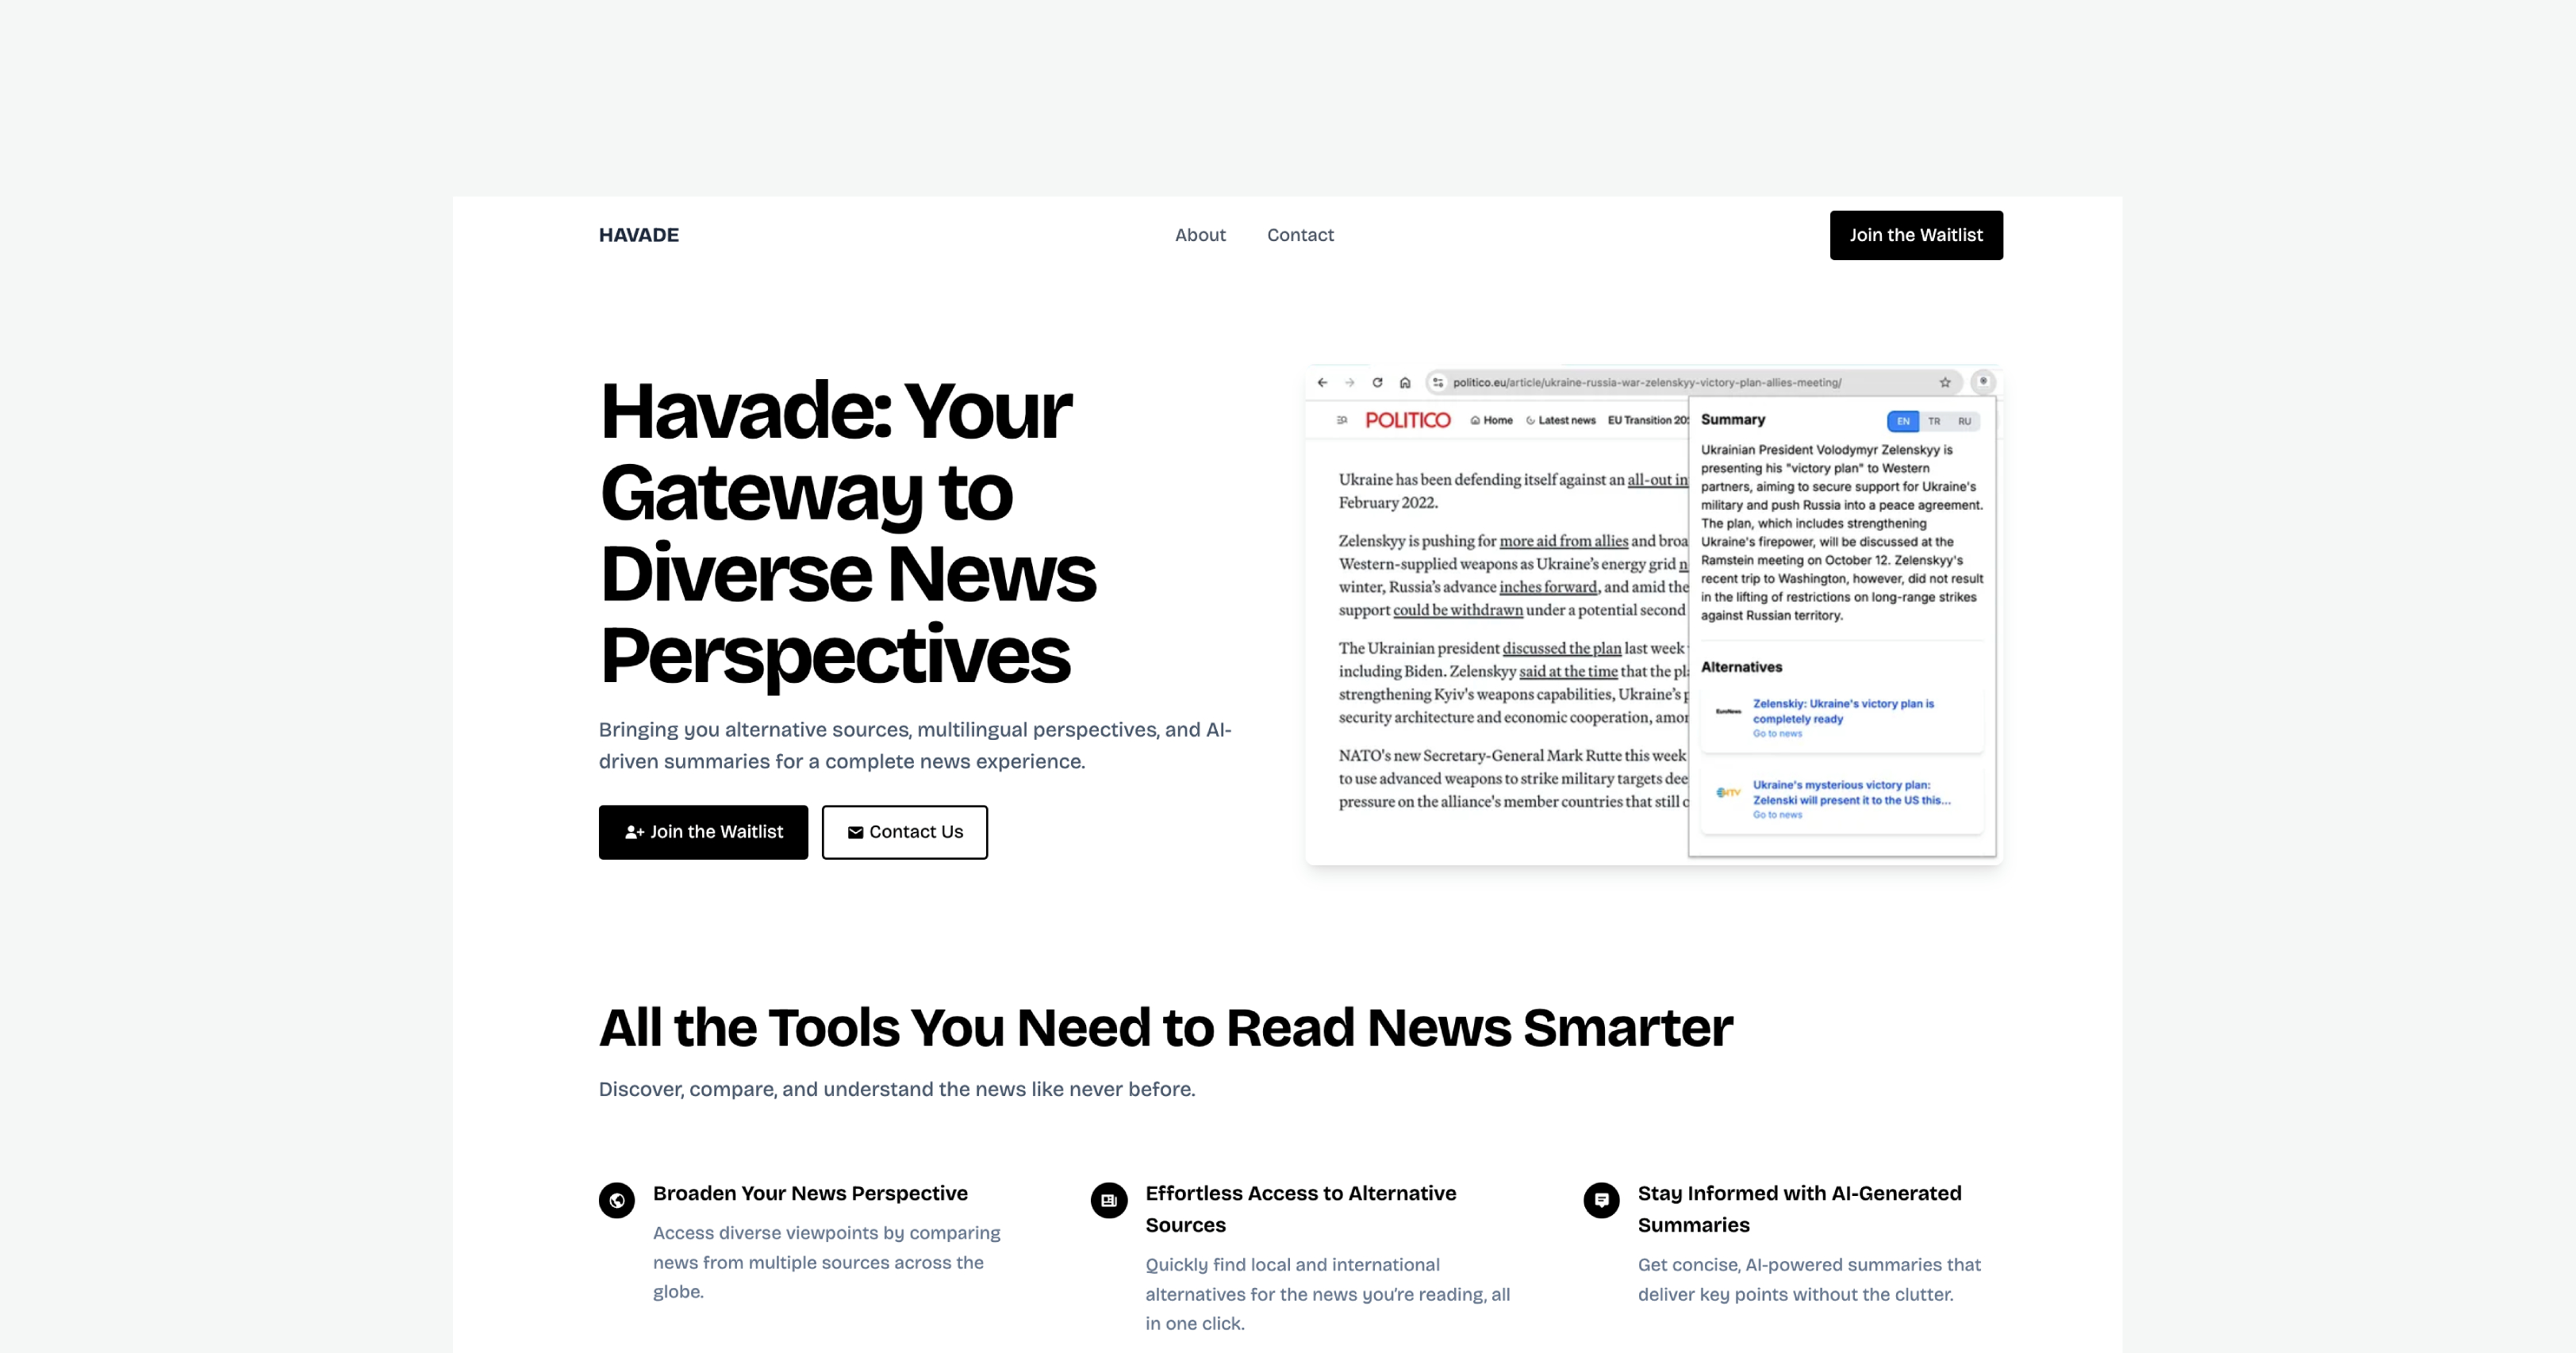 HAVADE
About
Contact
Join the Waitlist
Havade: Your
Gateway to
Diverse News
Perspectives
Bringing you alternative sources, multilingual perspectives, and AI-
driven summaries for a complete news experience.
Join the Waitlist
Contact Us
politico.eu/article/ukraine-russia-war-zelenskyy-victory-plan-allies-meeting/
POLITICO
Home
Latest news
EU Transition 20
Ukraine has been defending itself against an all-out in
February 2022.
Zelenskyy is pushing for more aid from allies and broa
Western-supplied weapons as Ukraine’s energy grid n
winter, Russia’s advance inches forward, and amid the
support could be withdrawn under a potential second
The Ukrainian president discussed the plan last week
including Biden. Zelenskyy said at the time that the pl
strengthening Kyiv's weapons capabilities, Ukraine’s p
security architecture and economic cooperation, amon
NATO's new Secretary-General Mark Rutte this week
to use advanced weapons to strike military targets dee
pressure on the alliance's member countries that still
Summary
EN
TR
RU
Ukrainian President Volodymyr Zelenskyy is
presenting his "victory plan" to Western
partners, aiming to secure support for Ukraine's
military and push Russia into a peace agreement.
The plan, which includes strengthening
Ukraine's firepower, will be discussed at the
Ramstein meeting on October 12. Zelenskyy's
recent trip to Washington, however, did not result
in the lifting of restrictions on long-range strikes
against Russian territory.
Alternatives
EuroNews
Zelenskiy: Ukraine's victory plan is
completely ready
Go to news
NTV
Ukraine's mysterious victory plan:
Zelenski will present it to the US this...
Go to news
All the Tools You Need to Read News Smarter
Discover, compare, and understand the news like never before.
Broaden Your News Perspective
Access diverse viewpoints by comparing
news from multiple sources across the
globe.
Effortless Access to Alternative
Sources
Quickly find local and international
alternatives for the news you’re reading, all
in one click.
Stay Informed with AI-Generated
Summaries
Get concise, AI-powered summaries that
deliver key points without the clutter.